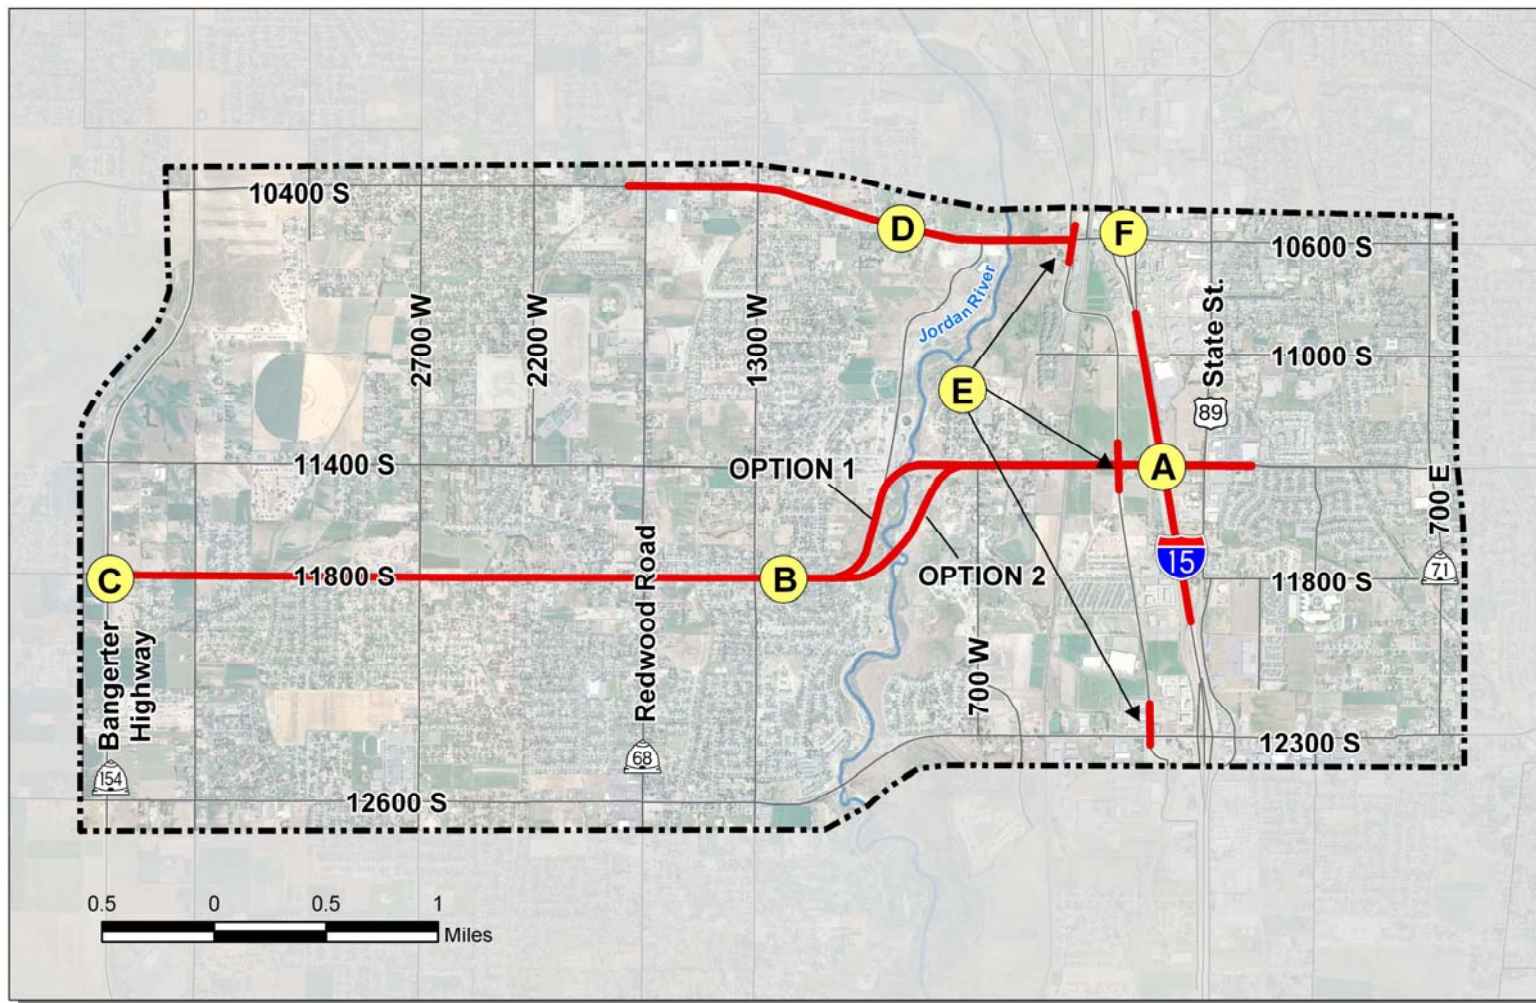 10400 S
D
F
10600 S
Jordan River
2700 W
2200 W
1300 W
State St.
11000 S
E
89
11400 S
OPTION 1
A
700 E
C
11800 S
B
OPTION 2
15
11800 S
71
Bangerter
Highway
Redwood Road
700 W
154
68
12300 S
12600 S
0.5 0 0.5 1
Miles